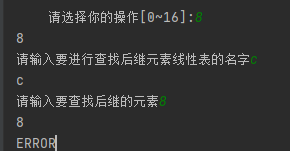 请选择你的操作[0~16]:8
8
请输入要进行查找后继元素线性表的名字c
c
请输入要查找后继的元素8
8
ERROR